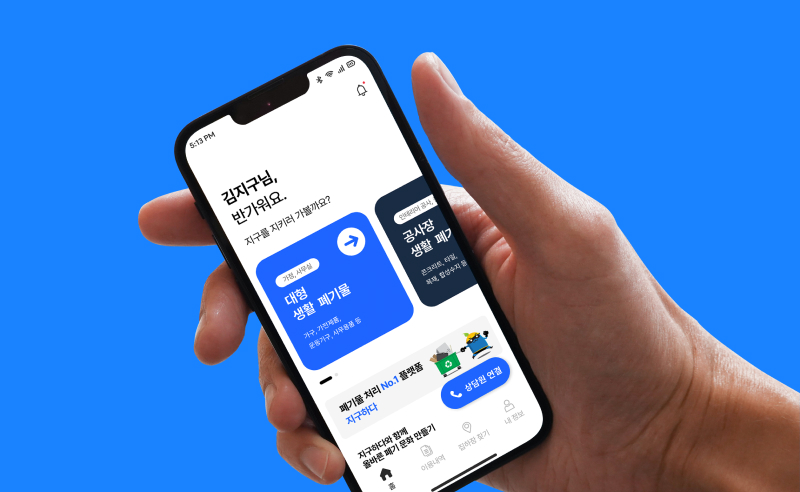 5:13 PM
김지구님,
반가워요.
지구를 지키러 가볼까요?
가정, 사무실
대형
생활 폐기물
가구, 가전제품,
운동기구, 사무용품 등
인테리어 공사,
공사장
생활 폐기
콘크리트, 타일,
목재, 합성수지 등
폐기물 처리 No.1 플랫폼
지구하다
상담원 연결
지구하다와 함께
올바른 폐기 문화 만들기
홈
이용내역
집하장 찾기
내 정보